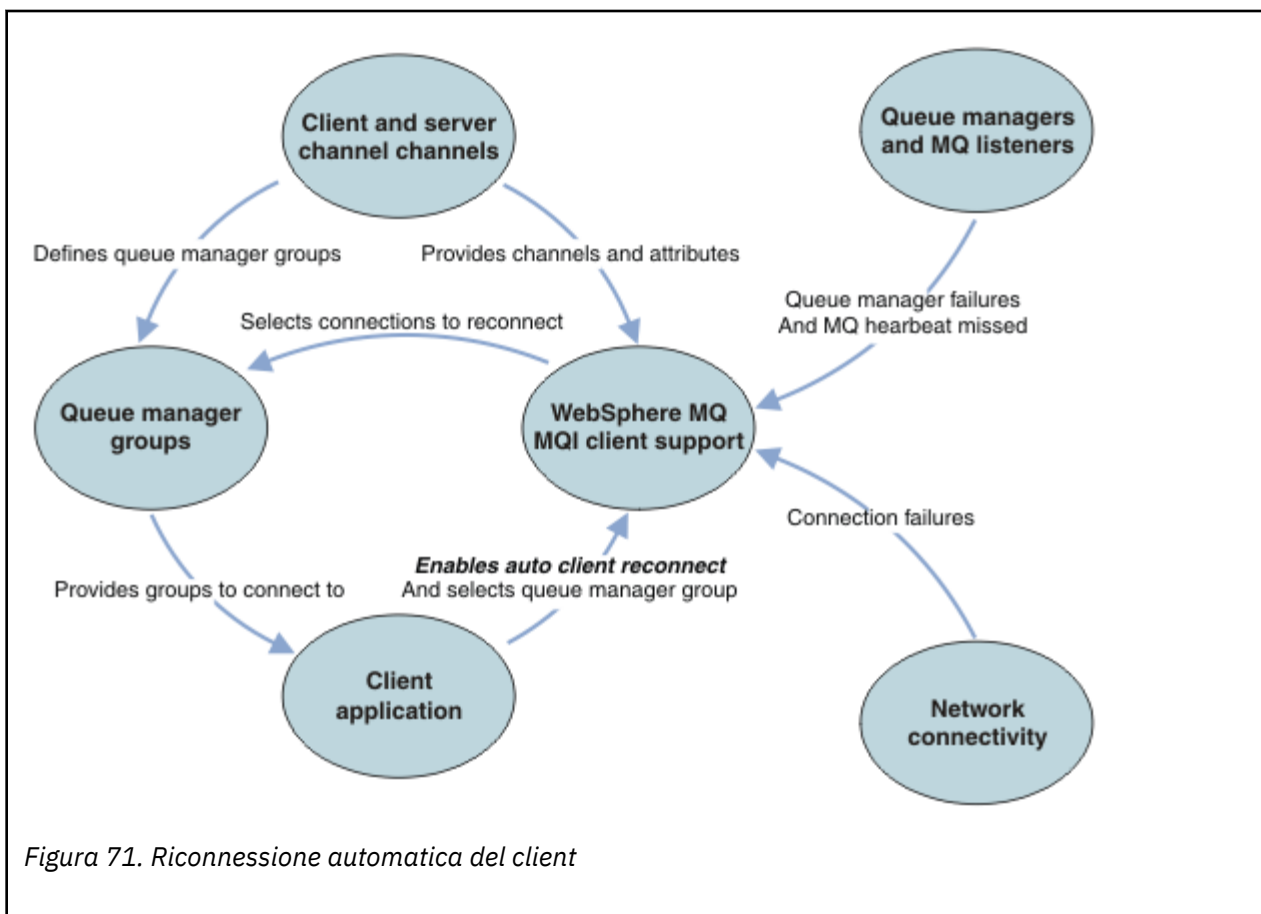 Client and server
channel channels
Queue managers
and MQ listeners
Defines queue manager groups
Provides channels and attributes
Queue manager failures
And MQ hearbeat missed
Selects connections to reconnect
Queue manager
groups
WebSphere MQ
MQI client support
Connection failures
Enables auto client reconnect
And selects queue manager group
Provides groups to connect to
Client
application
Network
connectivity
Figura 71. Riconnessione automatica del client